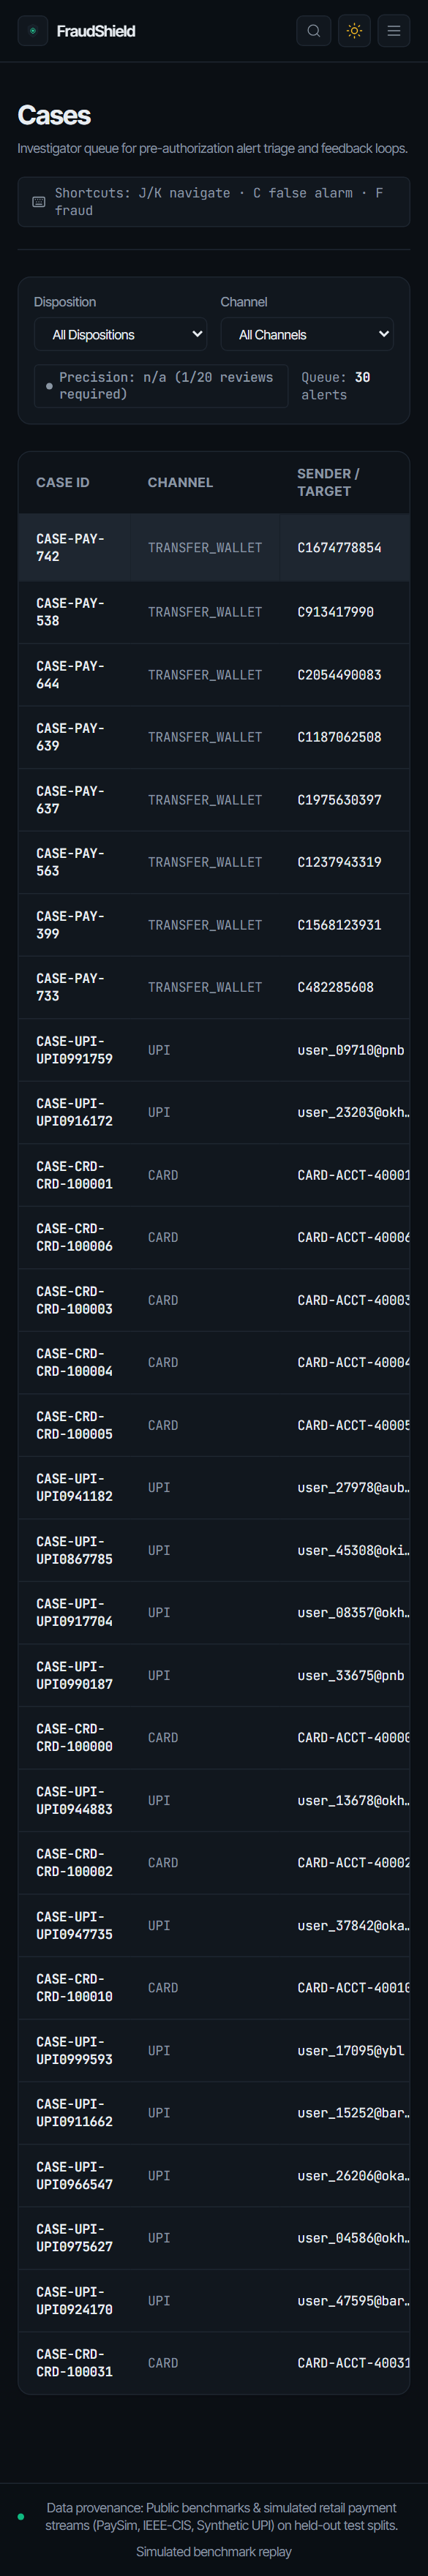 FraudShield
Cases
Investigator queue for pre-authorization alert triage and feedback loops.
Shortcuts: J/K navigate · C false alarm · F
fraud
Disposition
Channel
All Dispositions
All Channels
Precision: n/a (1/20 reviews
required)
Queue: 30
alerts
CASE ID CHANNEL SENDER /
TARGET
CASE-PAY-
742
TRANSFER_WALLET
C1674778854
CASE-PAY-
538
TRANSFER_WALLET
C913417990
CASE-PAY-
644
TRANSFER_WALLET
C2054490083
CASE-PAY-
639
TRANSFER_WALLET
C1187062508
CASE-PAY-
637
TRANSFER_WALLET
C1975630397
CASE-PAY-
563
TRANSFER_WALLET
C1237943319
CASE-PAY-
399
TRANSFER_WALLET
C1568123931
CASE-PAY-
733
TRANSFER_WALLET
C482285608
CASE-UPI-
UPI0991759
UPI
user_09710@pnb
CASE-UPI-
UPI0916172
UPI
user_23203@okh…
CASE-CRD-
CRD-100001
CARD
CARD-ACCT-40001
CASE-CRD-
CRD-100006
CARD
CARD-ACCT-40006
CASE-CRD-
CRD-100003
CARD
CARD-ACCT-40003
CASE-CRD-
CRD-100004
CARD
CARD-ACCT-40004
CASE-CRD-
CRD-100005
CARD
CARD-ACCT-40005
CASE-UPI-
UPI0941182
UPI
user_27978@aub…
CASE-UPI-
UPI0867785
UPI
user_45308@oki…
CASE-UPI-
UPI0917704
UPI
user_08357@okh…
CASE-UPI-
UPI0990187
UPI
user_33675@pnb
CASE-CRD-
CRD-100000
CARD
CARD-ACCT-40000
CASE-UPI-
UPI0944883
UPI
user_13678@okh…
CASE-CRD-
CRD-100002
CARD
CARD-ACCT-40002
CASE-UPI-
UPI0947735
UPI
user_37842@oka…
CASE-CRD-
CRD-100010
CARD
CARD-ACCT-40010
CASE-UPI-
UPI0999593
UPI
user_17095@ybl
CASE-UPI-
UPI0911662
UPI
user_15252@bar…
CASE-UPI-
UPI0966547
UPI
user_26206@oka…
CASE-UPI-
UPI0975627
UPI
user_04586@okh…
CASE-UPI-
UPI0924170
UPI
user_47595@bar…
CASE-CRD-
CRD-100031
CARD
CARD-ACCT-40031
Data provenance: Public benchmarks & simulated retail payment
streams (PaySim, IEEE-CIS, Synthetic UPI) on held-out test splits.
Simulated benchmark replay